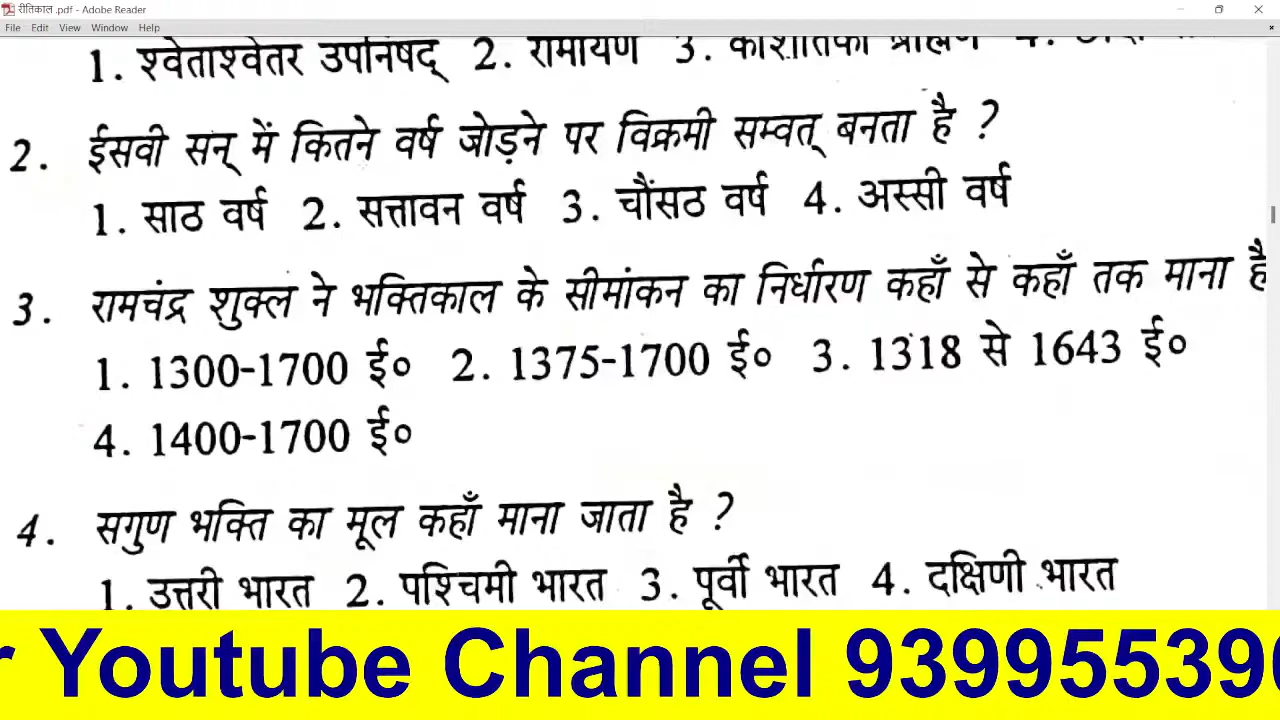 रीतिकाल .pdf - Adobe Reader
File Edit View Window Help
1. श्वेताश्वेतर उपनिषद् 2. रामायण 3. 4.
2. ईसवी सन् में कितने वर्ष जोड़ने पर विक्रमी सम्वत् बनता है ?
1. साठ वर्ष 2. सत्तावन वर्ष 3. चौंसठ वर्ष 4. अस्सी वर्ष
3. रामचंद्र शुक्ल ने भक्तिकाल के सीमांकन का निर्धारण कहाँ से कहाँ तक माना है
1. 1300-1700 ई० 2. 1375-1700 ई० 3. 1318 से 1643 ई०
4. 1400-1700 ई०
4. सगुण भक्ति का मूल कहाँ माना जाता है ?
1. उत्तरी भारत 2. पश्चिमी भारत 3. पूर्वी भारत 4. दक्षिणी भारत
r Youtube Channel 939955390